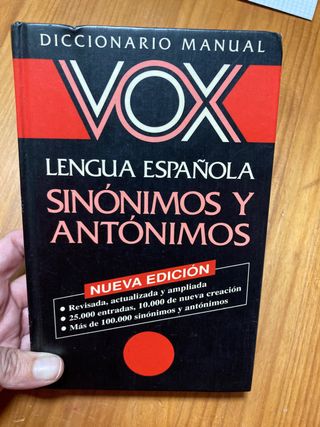 DICCIONARIO MANUAL
VOX
LENGUA ESPAÑOLA
SINÓNIMOS Y
ANTÓNIMOS
NUEVA EDICIÓN
• Revisada, actualizada y ampliada
• 25.000 entradas, 10.000 de nueva creación
• Más de 100.000 sinónimos y antónimos